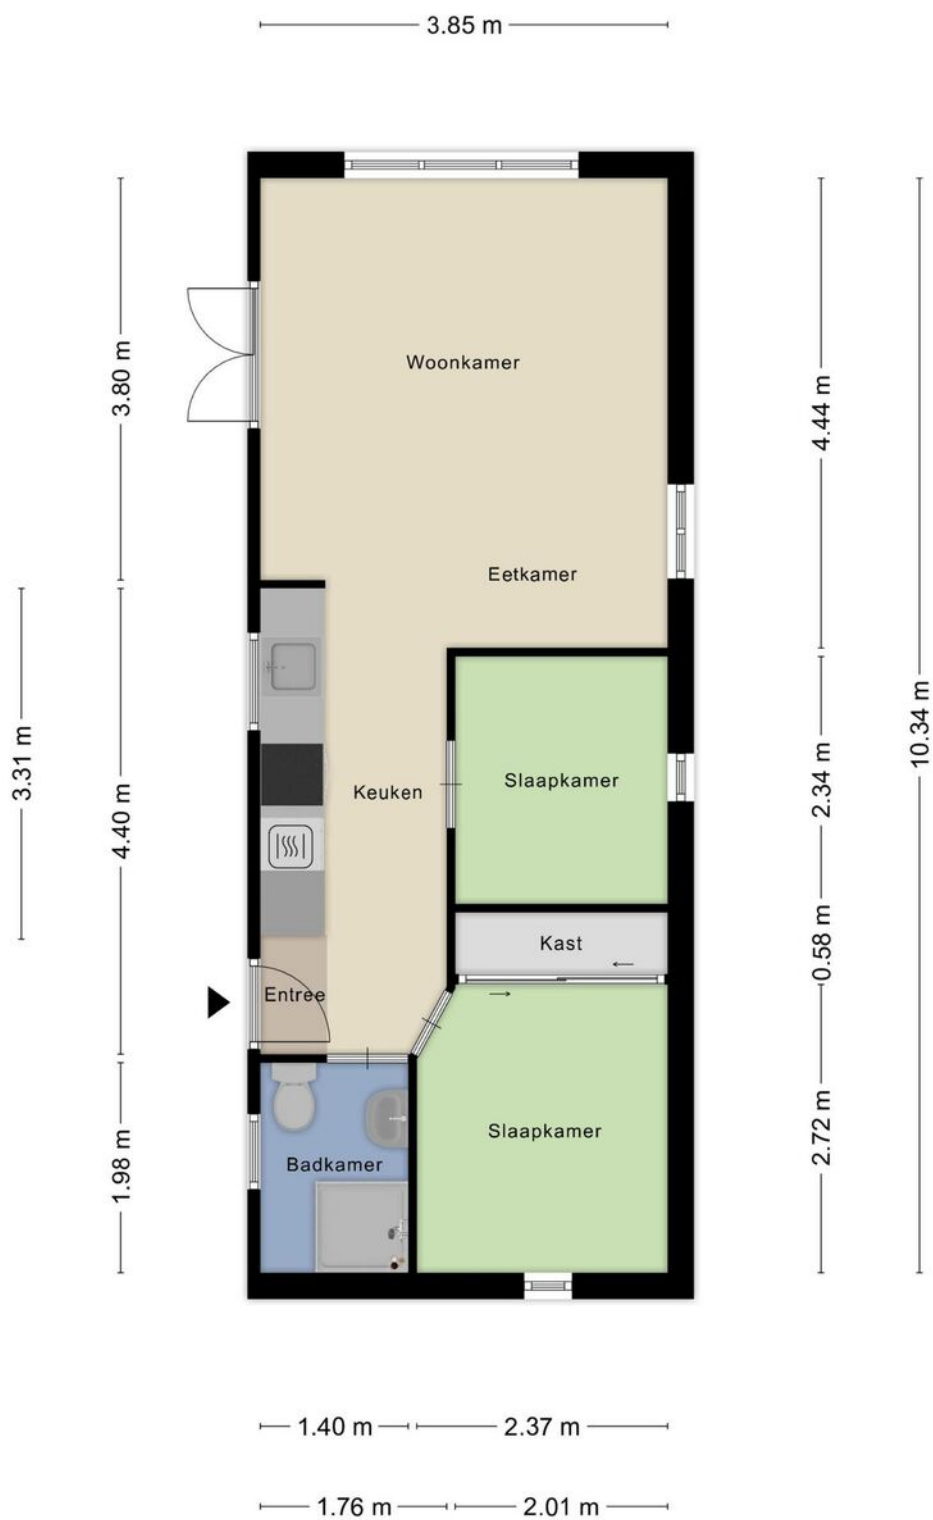 3.85 m
Woonkamer
3.80 m
4.44 m
Eetkamer
10.34 m
3.31 m
Keuken
Slaapkamer
2.34 m
4.40 m
Kast
0.58 m
Entree
Slaapkamer
2.72 m
Badkamer
1.98 m
1.40 m
2.37 m
1.76 m
2.01 m